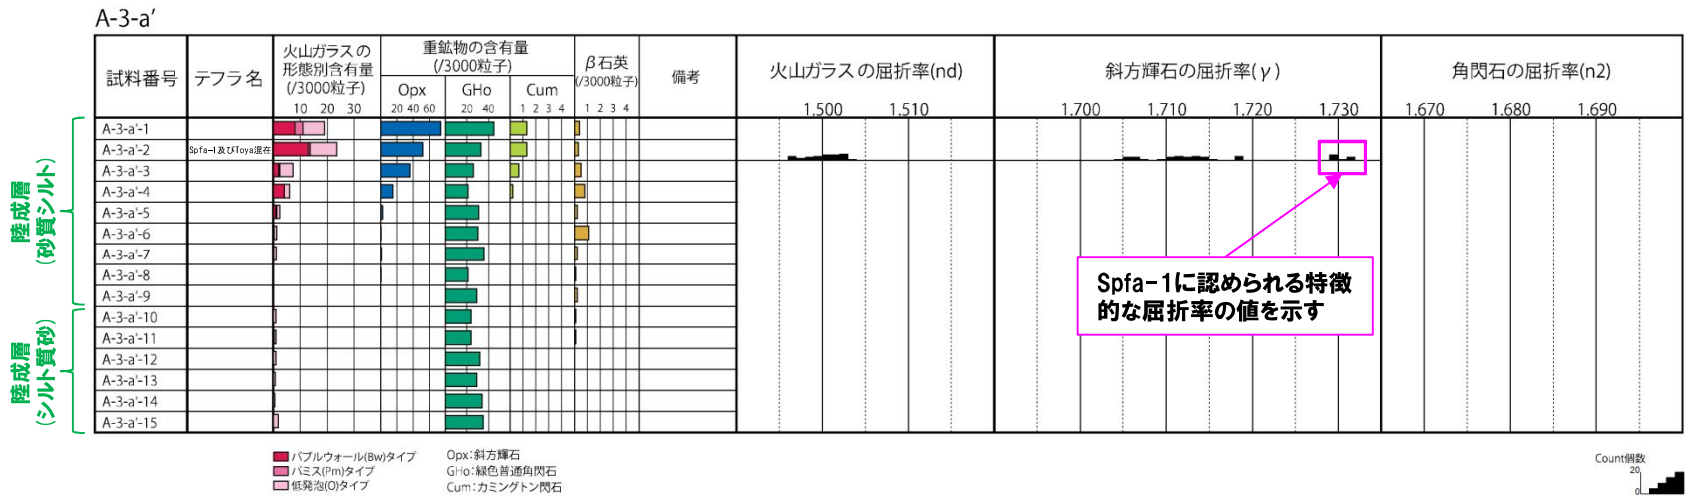 A-3-a'
試料番号
テフラ名
火山ガラスの
形態別含有量
(/3000粒子)
10 20 30
重鉱物の含有量
(/3000粒子)
Opx
GHo
Cum
20 40 60
20 40
1 2 3 4
β石英
(/3000粒子)
1 2 3 4
備考
火山ガラスの屈折率(nd)
1,500 1,510
斜方輝石の屈折率(γ)
1,700 1,710 1,720 1,730
角閃石の屈折率(n2)
1,670 1,680 1,690
陸成層
(砂質シルト)
陸成層
(シルト質砂)
A-3-a'-1
A-3-a'-2
Spfa-1及びToya混在
A-3-a'-3
A-3-a'-4
A-3-a'-5
A-3-a'-6
A-3-a'-7
A-3-a'-8
A-3-a'-9
A-3-a'-10
A-3-a'-11
A-3-a'-12
A-3-a'-13
A-3-a'-14
A-3-a'-15
Spfa-1に認められる特徴
的な屈折率の値を示す
バブルウォール(Bw)タイプ
パミス(Pm)タイプ
低発泡(O)タイプ
Opx:斜方輝石
GHo:緑色普通角閃石
Cum:カミングトン閃石
Count個数
20
0